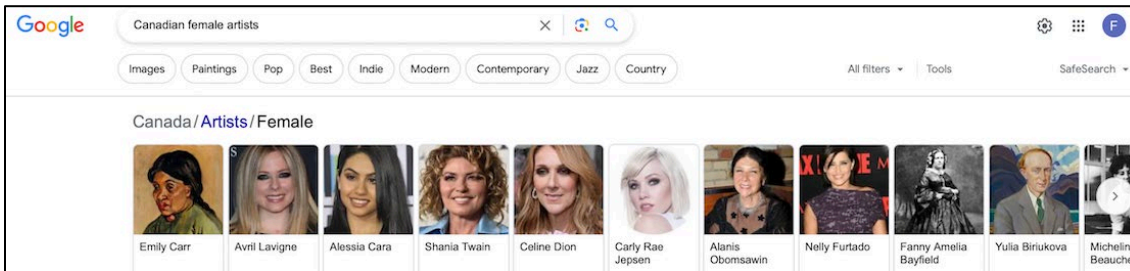 Google
Canadian female artists
F
Images
Paintings
Pop
Best
Indie
Modern
Contemporary
Jazz
Country
All filters
Tools
SafeSearch
Canada/Artists/Female
S
Emily Carr
Avril Lavigne
Alessia Cara
Shania Twain
Celine Dion
Carly Rae
Jepsen
Alanis
Obomsawin
Nelly Furtado
Fanny Amelia
Bayfield
Yulia Biriukova
Michelin
Beauche